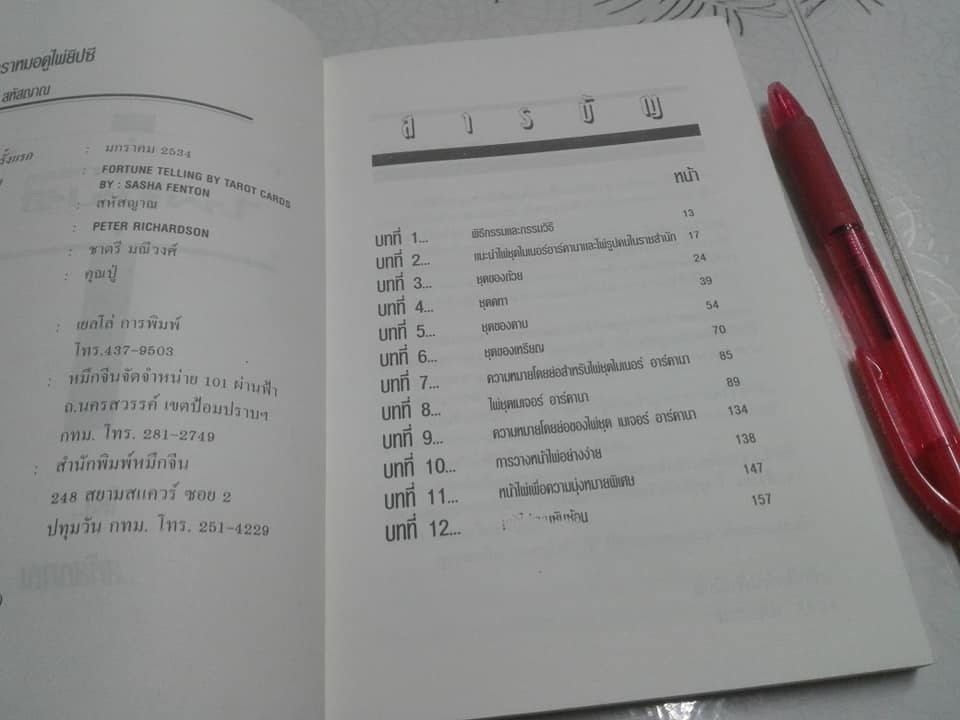 ราหมอดูไพ่ยิปซี
สหัสญาณ
รั้งแรก : มกราคม 2534
: FORTUNE TELLING BY TAROT CARDS
BY : SASHA FENTON
: สหัสญาณ
: PETER RICHARDSON
: ชาตรี มณีวงศ์
: คุณปู่
: เยลโล่ การพิมพ์
โทร.437-9503
: หมึกจีนจัดจำหน่าย 101 ผ่านฟ้า
ถ.นครสวรรค์ เขตป้อมปราบฯ
กทม. โทร. 281-2749
: สำนักพิมพ์หมึกจีน
248 สยามสแควร์ ซอย 2
ปทุมวัน กทม. โทร. 251-4229
สารบัญ
หน้า
บทที่ 1... พิธีกรรมและกรรมวิธี 13
บทที่ 2... แนะนำไพ่ชุดไมเนอร์อาร์คานาและไพ่รูปคนในราชสำนัก 17
บทที่ 3... ชุดของถ้วย 24
บทที่ 4... ชุดคทา 39
บทที่ 5... ชุดของดาบ 54
บทที่ 6... ชุดของเหรียญ 70
บทที่ 7... ความหมายโดยย่อสำหรับไพ่ชุดไมเนอร์ อาร์คานา 85
บทที่ 8... ไพ่ชุดเมเจอร์ อาร์คานา 89
บทที่ 9... ความหมายโดยย่อของไพ่ชุด เมเจอร์ อาร์คานา 134
บทที่ 10... การวางหน้าไพ่อย่างง่าย 138
บทที่ 11... หน้าไพ่เพื่อความมุ่งหมายพิเศษ 147
บทที่ 12... 157